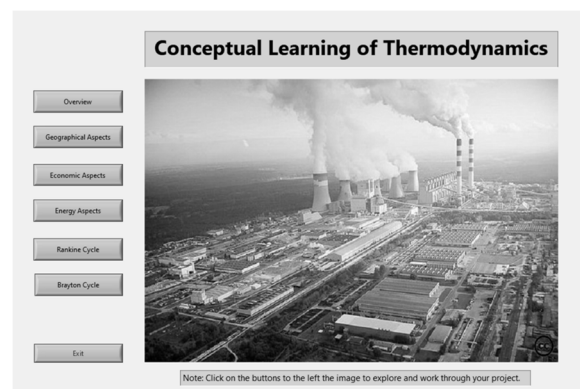 Conceptual Learning of Thermodynamics
Overview
Geographical Aspects
Economic Aspects
Energy Aspects
Rankine Cycle
Brayton Cycle
Exit
Note: Click on the buttons to the left the image to explore and work through your project.